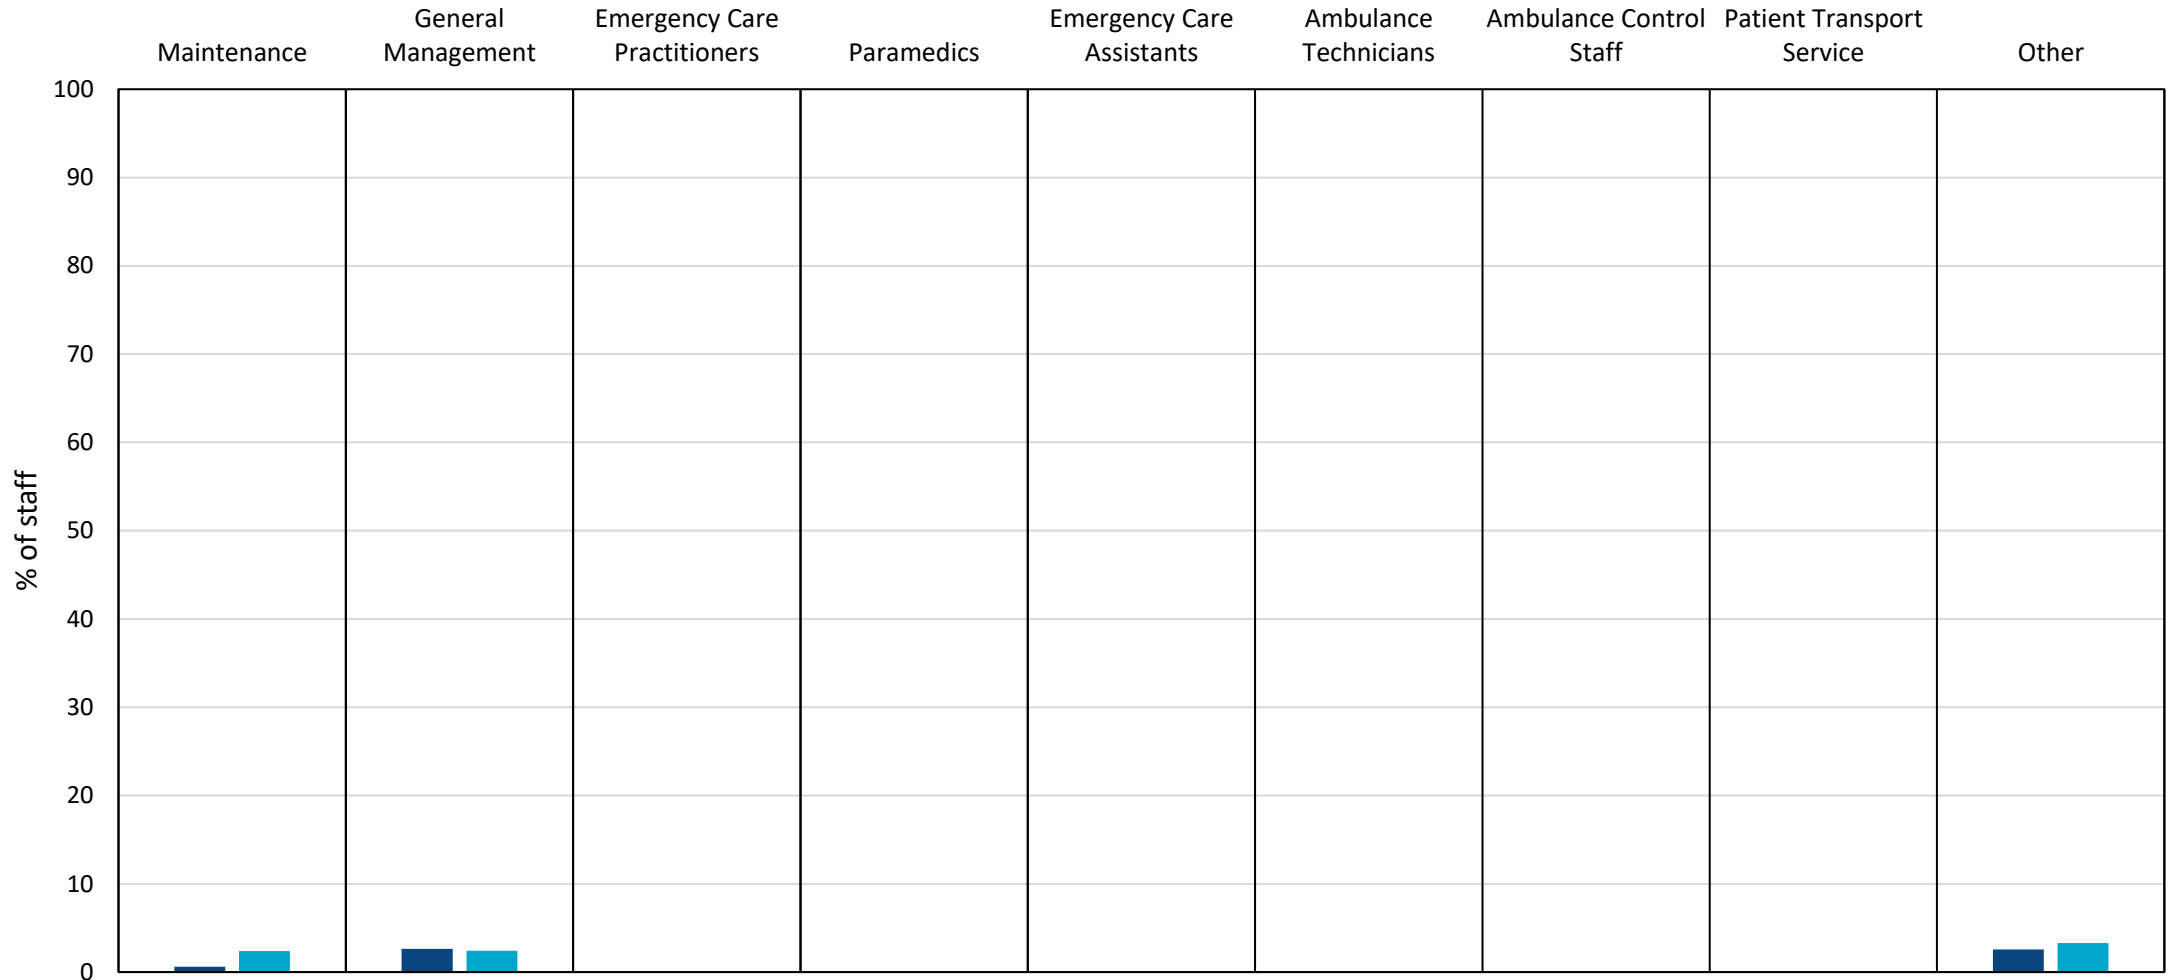 Maintenance
General
Management
Emergency Care
Practitioners
Paramedics
Emergency Care
Assistants
Ambulance
Technicians
Ambulance Control
Staff
Patient Transport
Service
Other
% of staff
100
90
80
70
60
50
40
30
20
10
0